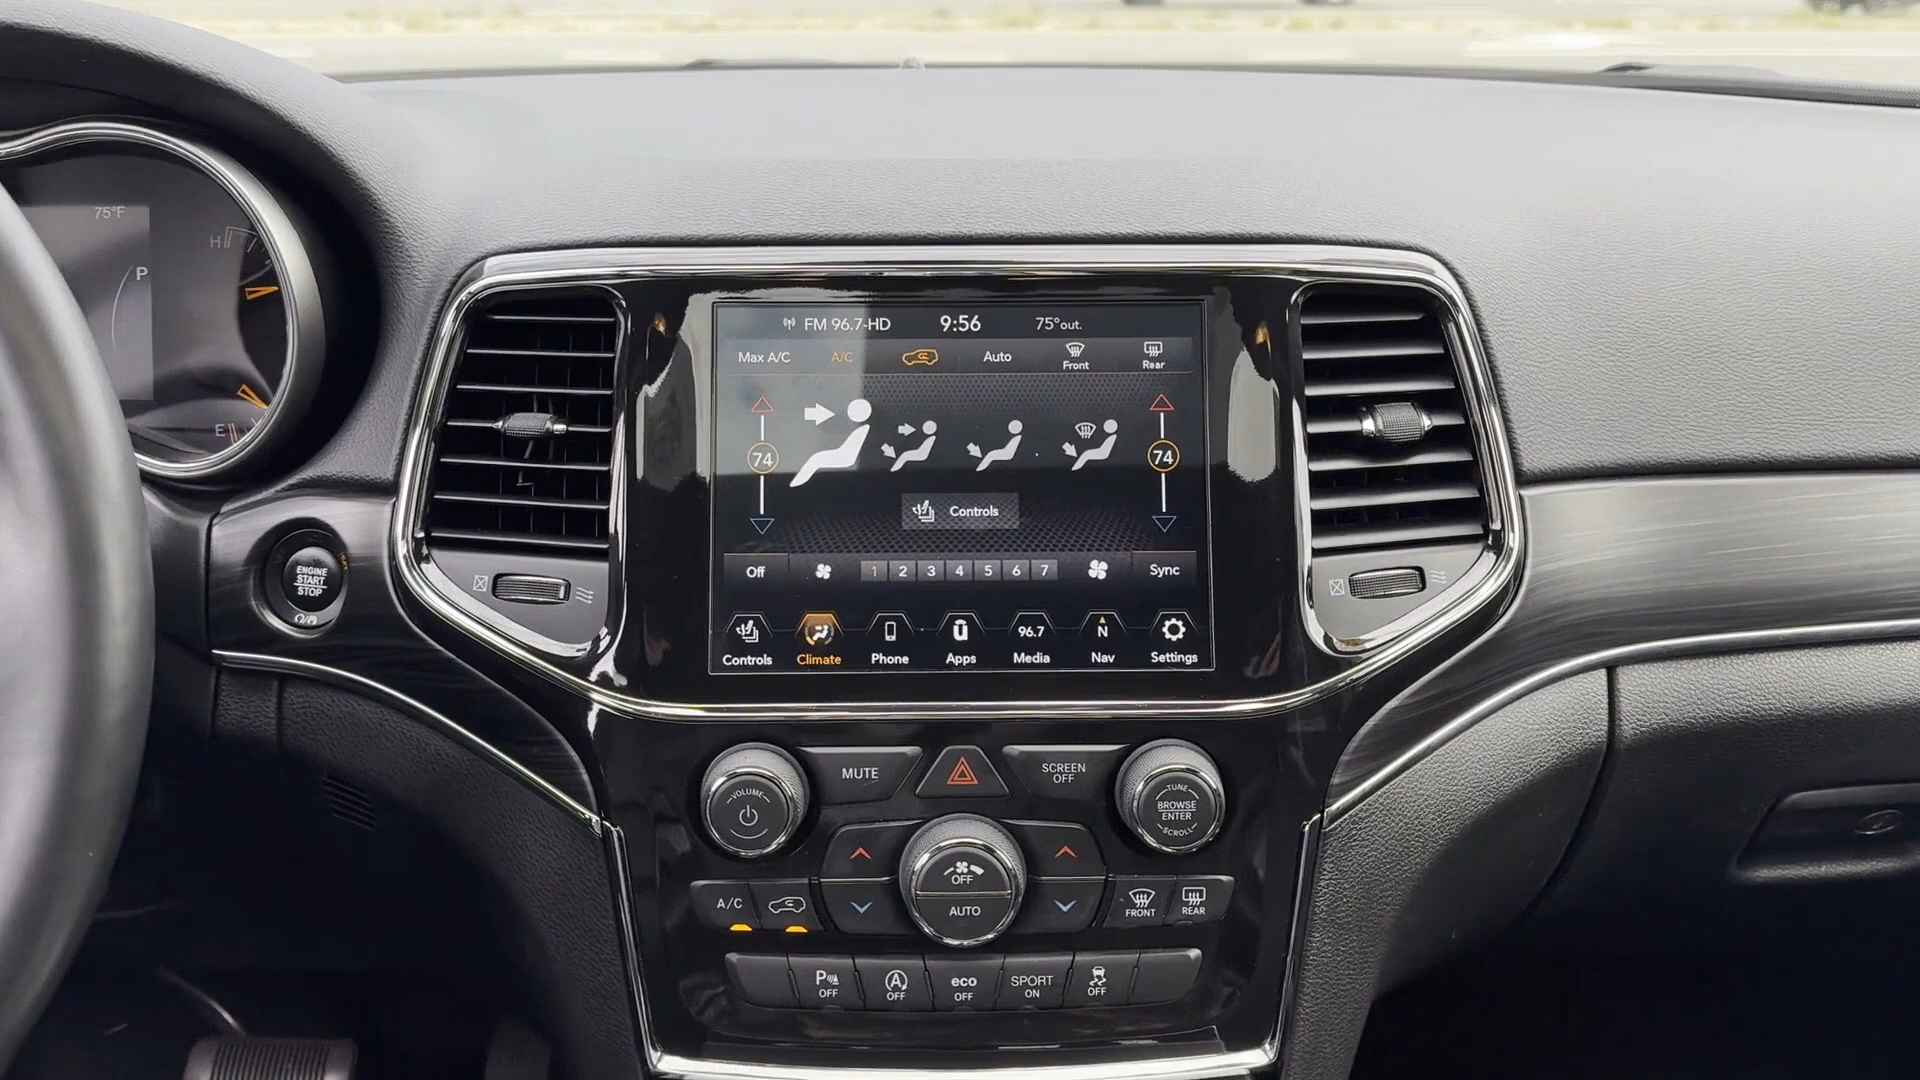 75°F
H
P
E
FM 96.7-HD 9:56 75°out.
Max A/C A/C Auto Front Rear
74 74
Controls
Off 1 2 3 4 5 6 7 Sync
96.7 N
Controls Climate Phone Apps Media Nav Settings
ENGINE
START
STOP
MUTE
SCREEN
OFF
VOLUME
TUNE
BROWSE
ENTER
SCROLL
OFF
AUTO
A/C
FRONT
REAR
P
OFF
A
OFF
eco
OFF
SPORT
ON
OFF